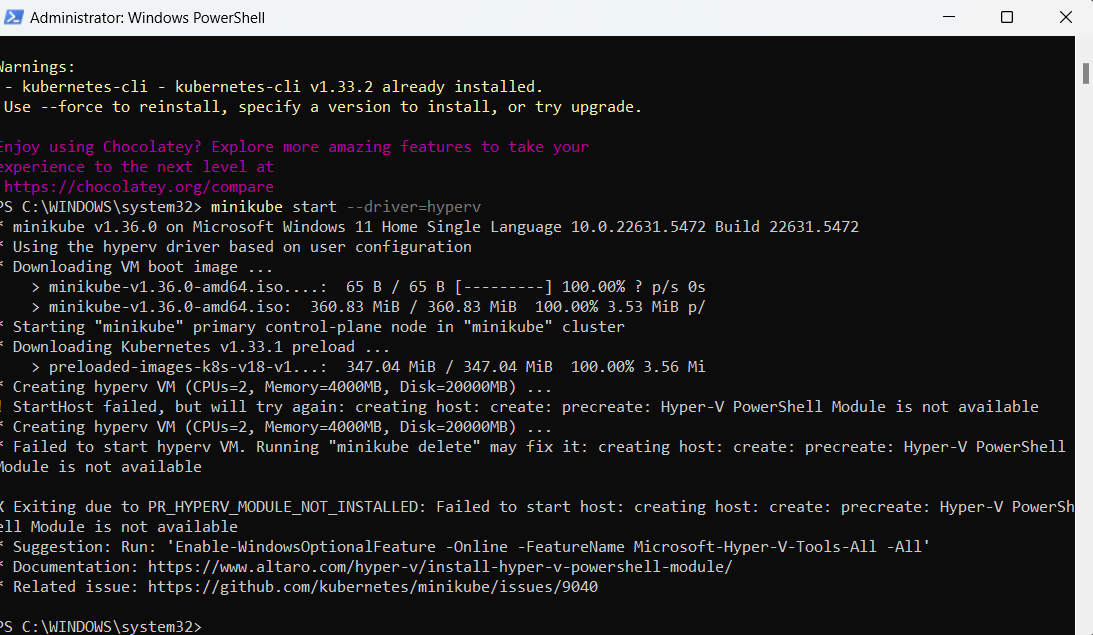 Administrator: Windows PowerShell
Warnings:
- kubernetes-cli - kubernetes-cli v1.33.2 already installed.
Use --force to reinstall, specify a version to install, or try upgrade.
Enjoy using Chocolatey? Explore more amazing features to take your
experience to the next level at
https://chocolatey.org/compare
PS C:\WINDOWS\system32> minikube start --driver=hyperv
* minikube v1.36.0 on Microsoft Windows 11 Home Single Language 10.0.22631.5472 Build 22631.5472
* Using the hyperv driver based on user configuration
* Downloading VM boot image ...
> minikube-v1.36.0-amd64.iso....:  65 B / 65 B [---------] 100.00% ? p/s 0s
> minikube-v1.36.0-amd64.iso:  360.83 MiB / 360.83 MiB  100.00% 3.53 MiB p/
* Starting "minikube" primary control-plane node in "minikube" cluster
* Downloading Kubernetes v1.33.1 preload ...
> preloaded-images-k8s-v18-v1...:  347.04 MiB / 347.04 MiB  100.00% 3.56 Mi
* Creating hyperv VM (CPUs=2, Memory=4000MB, Disk=20000MB) ...
! StartHost failed, but will try again: creating host: create: precreate: Hyper-V PowerShell Module is not available
* Creating hyperv VM (CPUs=2, Memory=4000MB, Disk=20000MB) ...
* Failed to start hyperv VM. Running "minikube delete" may fix it: creating host: create: precreate: Hyper-V PowerShell
Module is not available
X Exiting due to PR_HYPERV_MODULE_NOT_INSTALLED: Failed to start host: creating host: create: precreate: Hyper-V PowerSh
ell Module is not available
* Suggestion: Run: 'Enable-WindowsOptionalFeature -Online -FeatureName Microsoft-Hyper-V-Tools-All -All'
* Documentation: https://www.altaro.com/hyper-v/install-hyper-v-powershell-module/
* Related issue: https://github.com/kubernetes/minikube/issues/9040
PS C:\WINDOWS\system32>